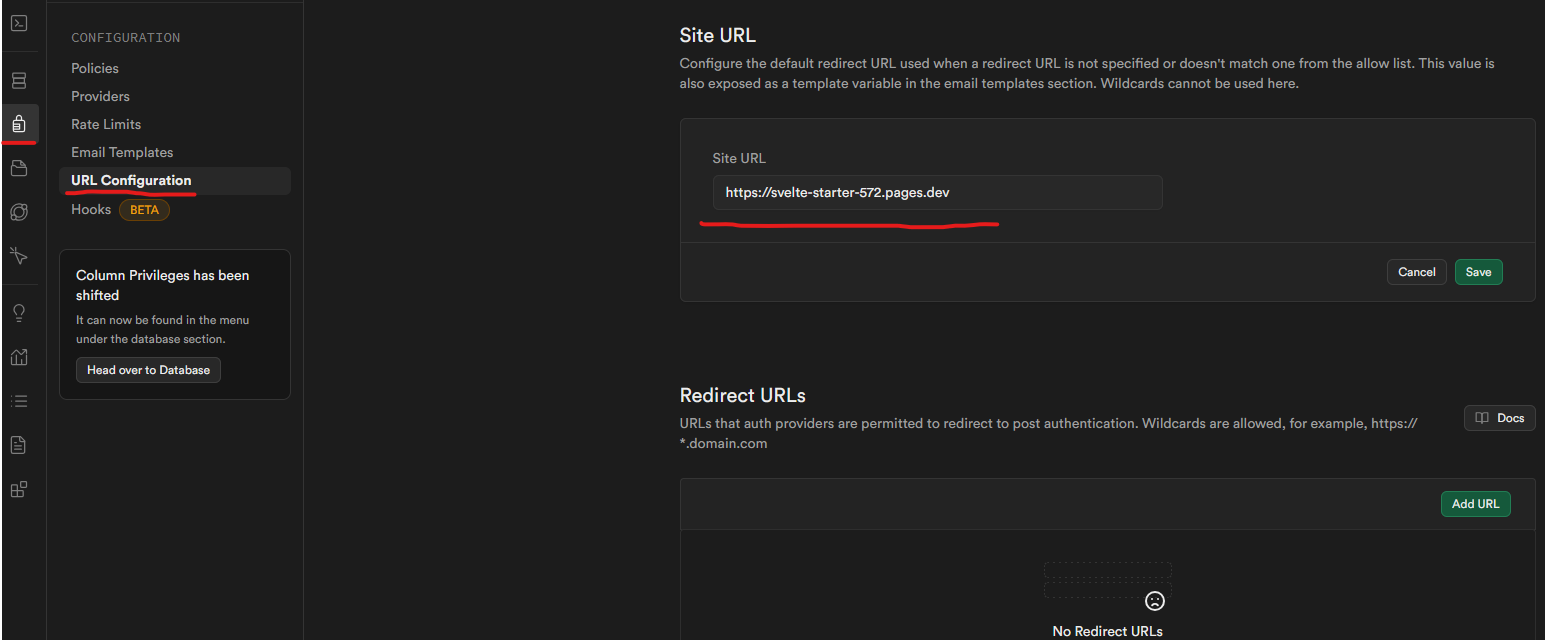 CONFIGURATION
Policies
Providers
Rate Limits
Email Templates
URL Configuration
Hooks BETA
Column Privileges has been
shifted
It can now be found in the menu
under the database section.
Head over to Database
Site URL
Configure the default redirect URL used when a redirect URL is not specified or doesn't match one from the allow list. This value is
also exposed as a template variable in the email templates section. Wildcards cannot be used here.
Site URL
https://svelte-starter-572.pages.dev
Cancel Save
Redirect URLs
URLs that auth providers are permitted to redirect to post authentication. Wildcards are allowed, for example, https://
*.domain.com
Docs
Add URL
No Redirect URLs